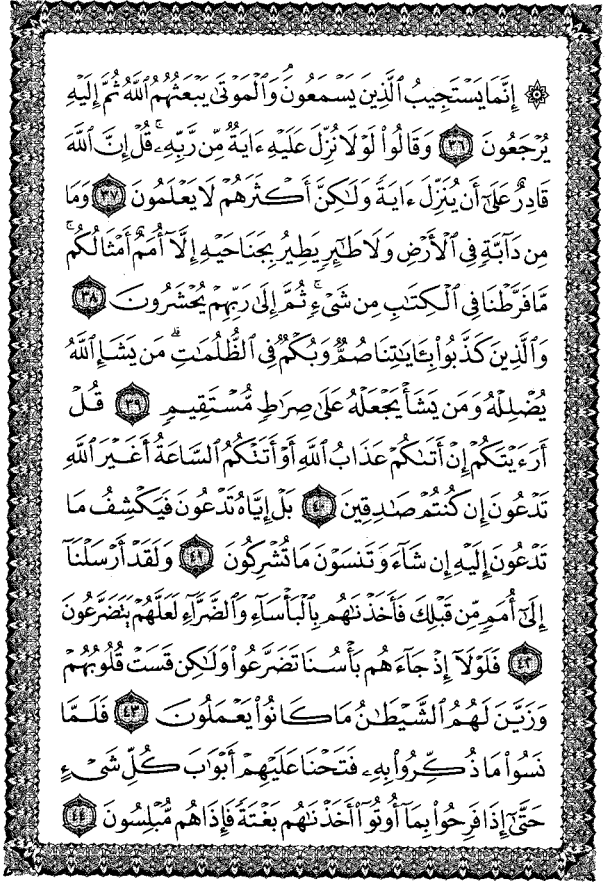 ۞ إِنَّمَا يَسْتَجِيبُ ٱلَّذِينَ يَسْمَعُونَۘ وَٱلْمَوْتَىٰ يَبْعَثُهُمُ ٱللَّهُ ثُمَّ إِلَيْهِ
يُرْجَعُونَ ٣٦ وَقَالُوا۟ لَوْلَا نُزِّلَ عَلَيْهِ ءَايَةٌ مِّن رَّبِّهِۦۚ قُلْ إِنَّ ٱللَّهَ
قَادِرٌ عَلَىٰٓ أَن يُنَزِّلَ ءَايَةً وَلَـٰكِنَّ أَكْثَرَهُمْ لَا يَعْلَمُونَ ٣٧ وَمَا
مِن دَآبَّةٍ فِى ٱلْأَرْضِ وَلَا طَـٰٓئِرٍ يَطِيرُ بِجَنَاحَيْهِ إِلَّآ أُمَمٌ أَمْثَالُكُمۚ
مَّا فَرَّطْنَا فِى ٱلْكِتَـٰبِ مِن شَىْءٍۚ ثُمَّ إِلَىٰ رَبِّهِمْ يُحْشَرُونَ ٣٨
وَٱلَّذِينَ كَذَّبُوا۟ بِـَٔايَـٰتِنَا صُمٌّ وَبُكْمٌ فِى ٱلظُّلُمَـٰتِۗ مَن يَشَإِ ٱللَّهُ
يُضْلِلْهُ وَمَن يَشَأْ يَجْعَلْهُ عَلَىٰ صِرَٰطٍ مُّسْتَقِيمٍ ٣٩ قُلْ
أَرَءَيْتَكُمْ إِنْ أَتَىٰكُمْ عَذَابُ ٱللَّهِ أَوْ أَتَتْكُمُ ٱلسَّاعَةُ أَغَيْرَ ٱللَّهِ
تَدْعُونَ إِن كُنتُمْ صَـٰدِقِينَ ٤٠ بَلْ إِيَّاهُ تَدْعُونَ فَيَكْشِفُ مَا
تَدْعُونَ إِلَيْهِ إِن شَآءَ وَتَنسَوْنَ مَا تُشْرِكُونَ ٤١ وَلَقَدْ أَرْسَلْنَآ
إِلَىٰٓ أُمَمٍ مِّن قَبْلِكَ فَأَخَذْنَـٰهُم بِٱلْبَأْسَآءِ وَٱلضَّرَّآءِ لَعَلَّهُمْ يَتَضَرَّعُونَ
٤٢ فَلَوْلَآ إِذْ جَآءَهُم بَأْسُنَا تَضَرَّعُوا۟ وَلَـٰكِن قَسَتْ قُلُوبُهُمْ
وَزَيَّنَ لَهُمُ ٱلشَّيْطَـٰنُ مَا كَانُوا۟ يَعْمَلُونَ ٤٣ فَلَمَّا
نَسُوا۟ مَا ذُكِّرُوا۟ بِهِۦ فَتَحْنَا عَلَيْهِمْ أَبْوَٰبَ كُلِّ شَىْءٍ
حَتَّىٰٓ إِذَا فَرِحُوا۟ بِمَآ أُوتُوٓا۟ أَخَذْنَـٰهُم بَغْتَةً فَإِذَا هُم مُّبْلِسُونَ ٤٤